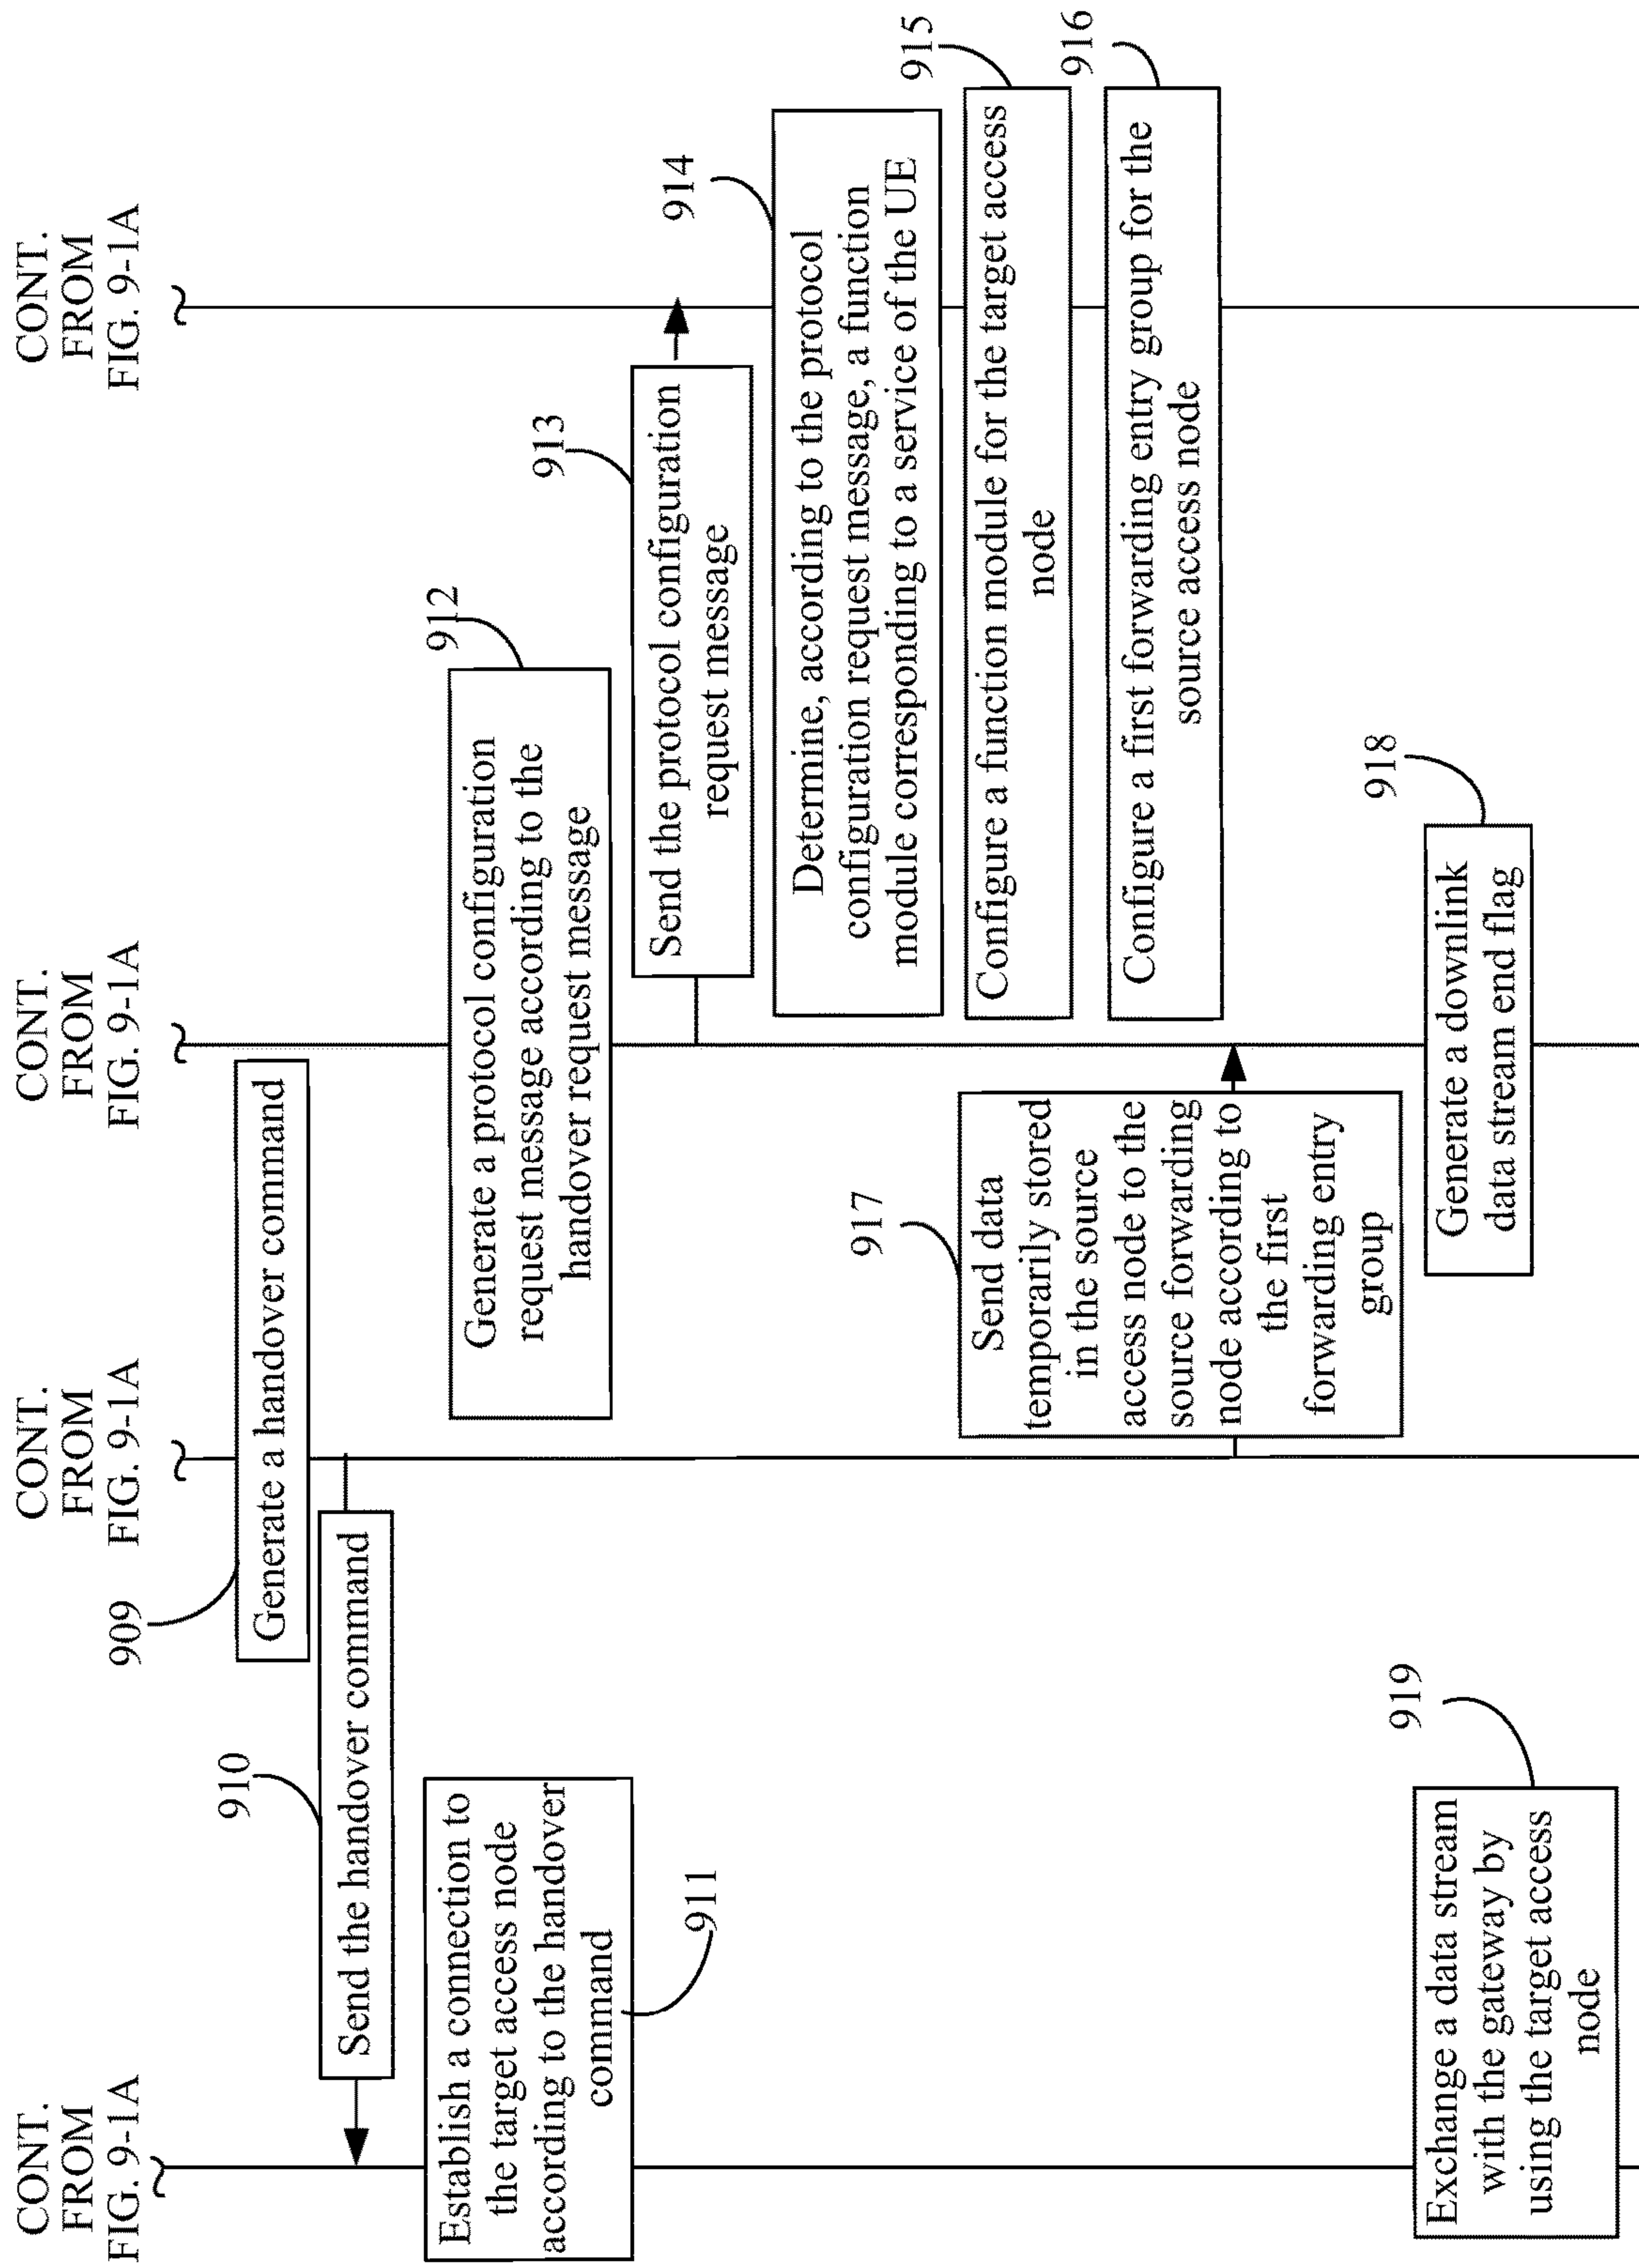 CONT.
FROM
FIG. 9-1A
CONT.
FROM
FIG. 9-1A
CONT.
FROM
FIG. 9-1A
CONT.
FROM
FIG. 9-1A
909
Generate a handover command
910
Send the handover command
Establish a connection to
the target access node
according to the handover
command
911
912
Generate a protocol configuration
request message according to the
handover request message
913
Send the protocol configuration
request message
914
Determine, according to the protocol
configuration request message, a function
module corresponding to a service of the UE
915
Configure a function module for the target access
node
916
Configure a first forwarding entry group for the
source access node
917
Send data
temporarily stored
in the source
access node to the
source forwarding
node according to
the first
forwarding entry
group
918
Generate a downlink
data stream end flag
919
Exchange a data stream
with the gateway by
using the target access
node